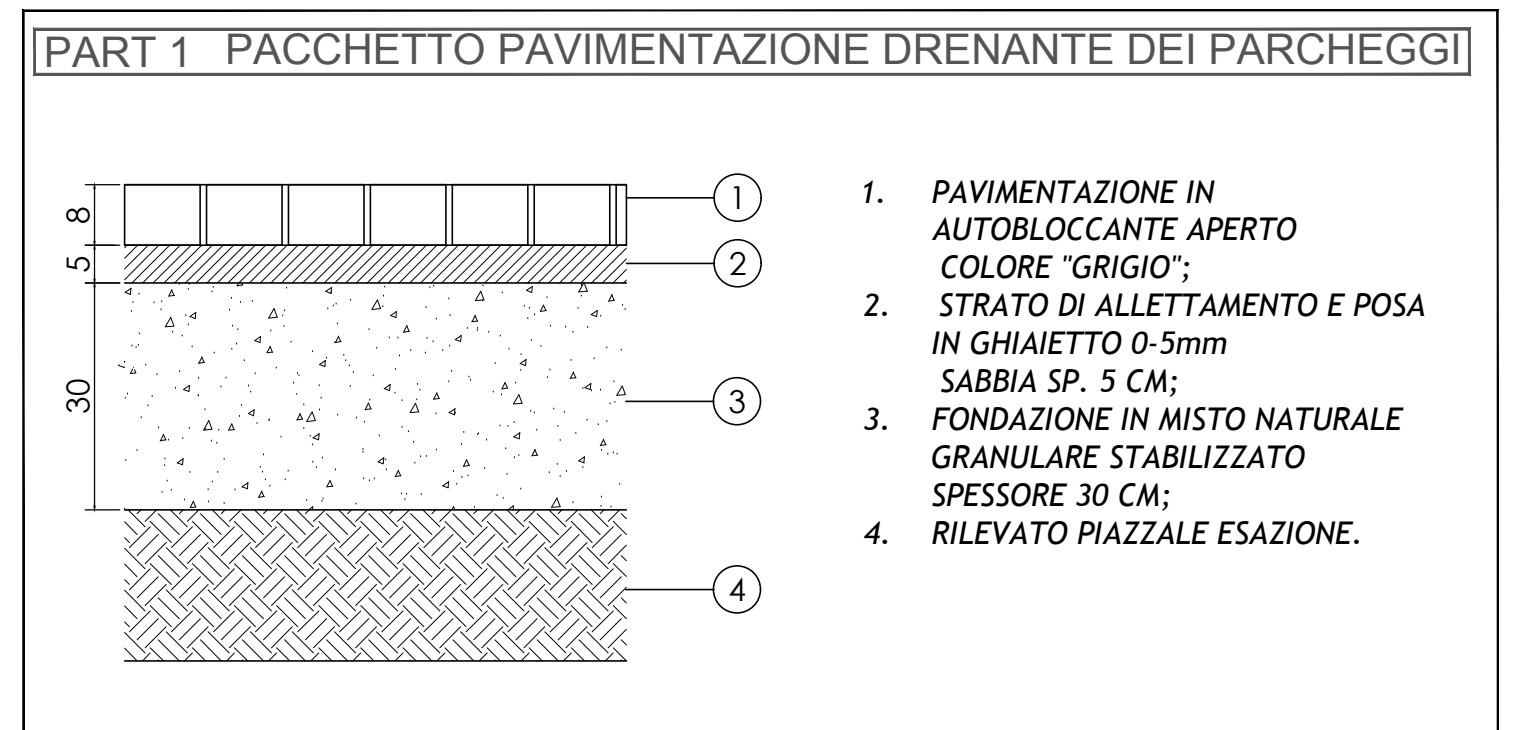 PART 1 PACCHETTO PAVIMENTAZIONE DRENANTE DEI PARCHEGGI
8
5
30
1
2
3
4
1. PAVIMENTAZIONE IN
AUTOBLOCCANTE APERTO
COLORE "GRIGIO";
2. STRATO DI ALLETTAMENTO E POSA
IN GHIAIETTO 0-5mm
SABBIA SP. 5 CM;
3. FONDAZIONE IN MISTO NATURALE
GRANULARE STABILIZZATO
SPESSORE 30 CM;
4. RILEVATO PIAZZALE ESAZIONE.